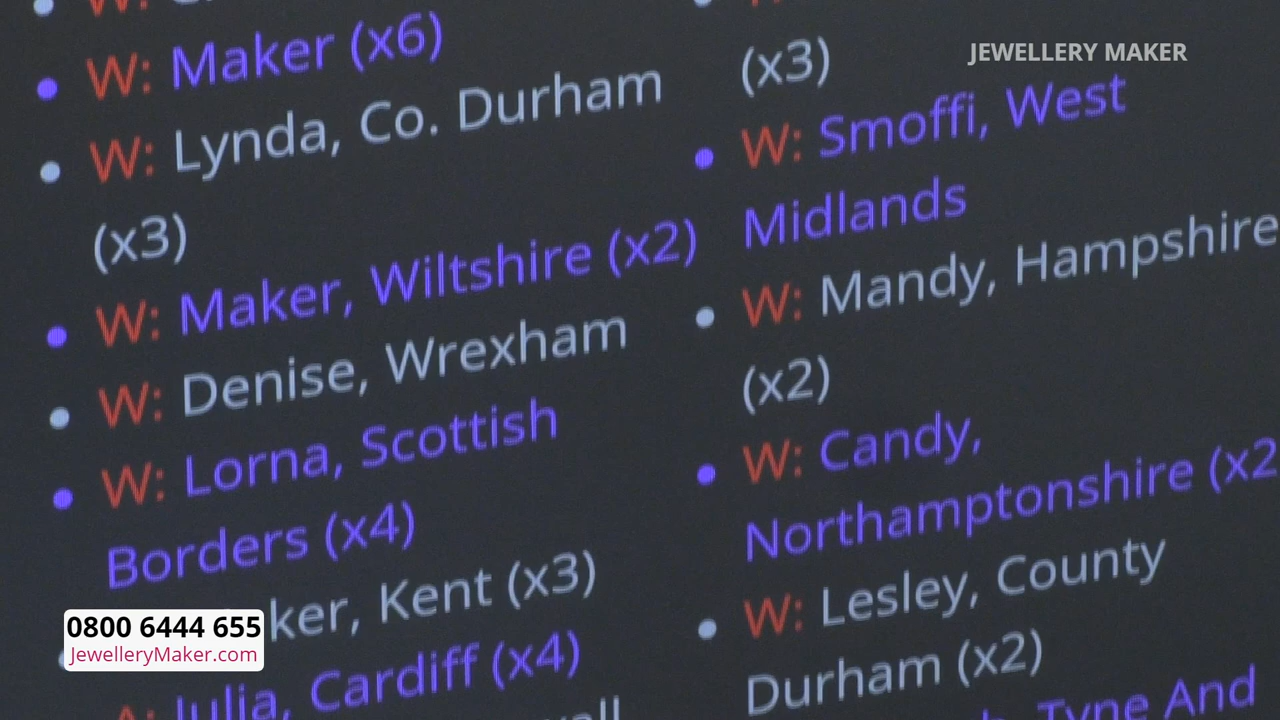 W: Maker (x6)
W: Lynda, Co. Durham
(x3)
W: Maker, Wiltshire (x2)
W: Denise, Wrexham
W: Lorna, Scottish
Borders (x4)
ker, Kent (x3)
A: Julia, Cardiff (x4)
JEWELLERY MAKER
(x3)
W: Smoffi, West
Midlands
W: Mandy, Hampshire
(x2)
W: Candy,
Northamptonshire (x2
W: Lesley, County
Durham (x2)
Tyne And
0800 6444 655
JewelleryMaker.com